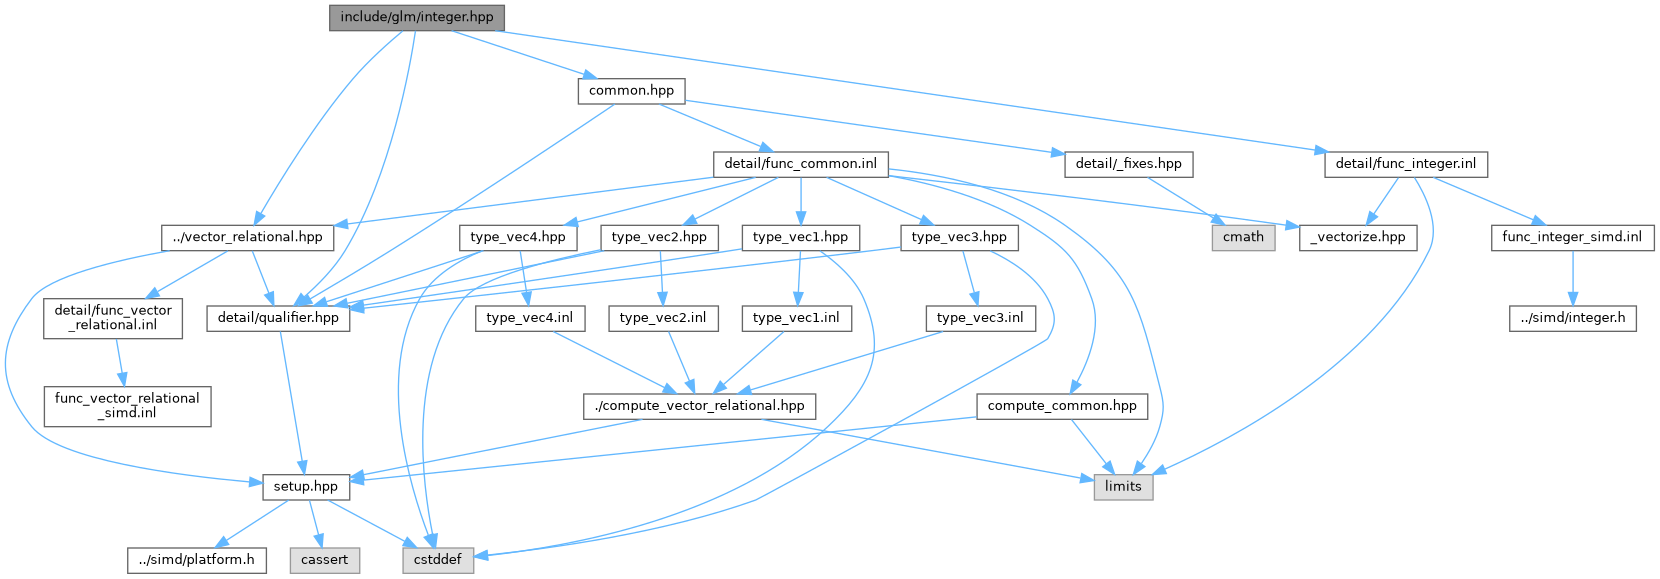 include/glm/integer.hpp
common.hpp
detail/func_common.inl
detail/_fixes.hpp
detail/func_integer.inl
../vector_relational.hpp
type_vec4.hpp
type_vec2.hpp
type_vec1.hpp
type_vec3.hpp
cmath
_vectorize.hpp
func_integer_simd.inl
detail/func_vector
_relational.inl
detail/qualifier.hpp
type_vec4.inl
type_vec2.inl
type_vec1.inl
type_vec3.inl
../simd/integer.h
func_vector_relational
_simd.inl
./compute_vector_relational.hpp
compute_common.hpp
setup.hpp
limits
../simd/platform.h
cassert
cstddef